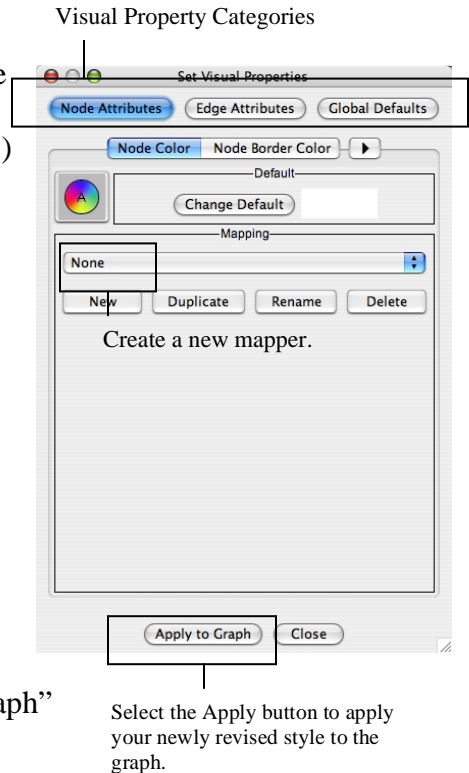 Visual Property Categories
e
Set Visual Properties
Node Attributes Edge Attributes Global Defaults
)
Node Color Node Border Color
Default
A
Change Default
Mapping
None
New Duplicate Rename Delete
Create a new mapper.
Apply to Graph Close
aph”
Select the Apply button to apply
your newly revised style to the
graph.